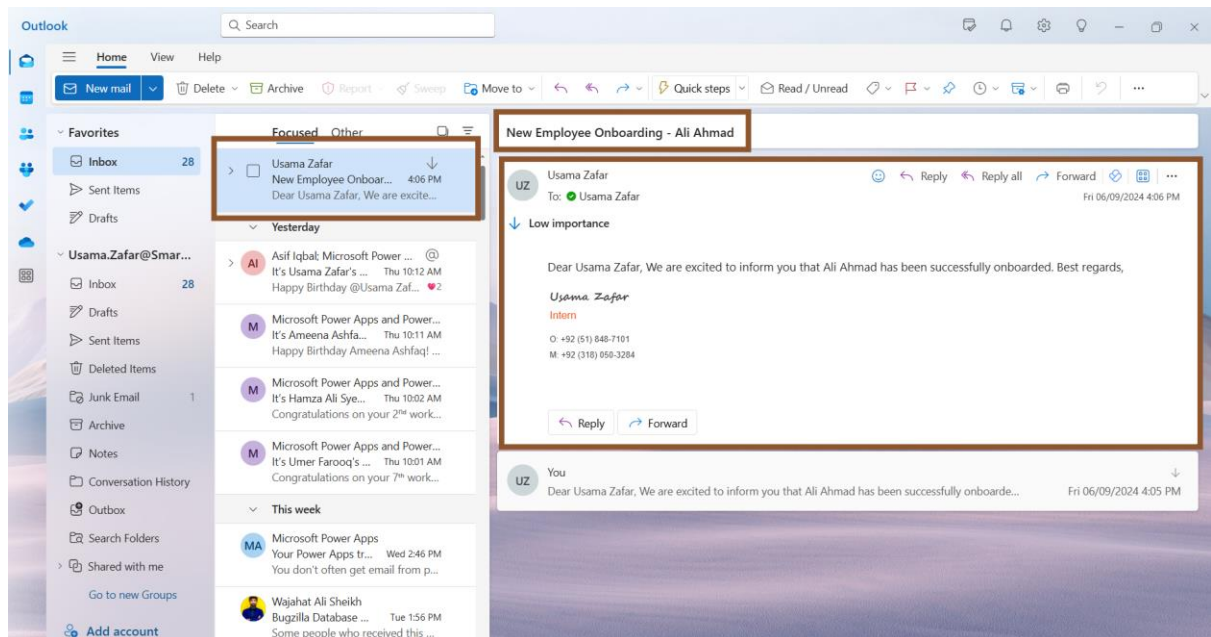 Outlook
Search
Home View Help
New mail Delete Archive Report Sweep Move to Quick steps Read / Unread ...
Favorites
Inbox 28
Sent Items
Drafts
Usama.Zafar@Smar...
Inbox 28
Drafts
Sent Items
Deleted Items
Junk Email 1
Archive
Notes
Conversation History
Outbox
Search Folders
Shared with me
Go to new Groups
Add account
Focused Other
Usama Zafar
New Employee Onboar... 4:06 PM
Dear Usama Zafar, We are excite...
Yesterday
AI
Asif Iqbal; Microsoft Power ... @
It's Usama Zafar's ... Thu 10:12 AM
Happy Birthday @Usama Zaf... 2
M
Microsoft Power Apps and Power...
It's Ameena Ashfa... Thu 10:11 AM
Happy Birthday Ameena Ashfaq! ...
M
Microsoft Power Apps and Power...
It's Hamza Ali Sye... Thu 10:02 AM
Congratulations on your 2nd work...
M
Microsoft Power Apps and Power...
It's Umer Farooq's ... Thu 10:01 AM
Congratulations on your 7th work...
This week
MA
Microsoft Power Apps
Your Power Apps tr... Wed 2:46 PM
You don't often get email from p...
Wajahat Ali Sheikh
Bugzilla Database ... Tue 1:56 PM
Some people who received this ...
New Employee Onboarding - Ali Ahmad
UZ
Usama Zafar
To: Usama Zafar
Reply Reply all Forward ...
Fri 06/09/2024 4:06 PM
Low importance
Dear Usama Zafar, We are excited to inform you that Ali Ahmad has been successfully onboarded. Best regards,
Usama Zafar
Intern
O: +92 (51) 848-7101
M: +92 (318) 050-3284
Reply Forward
UZ
You
Dear Usama Zafar, We are excited to inform you that Ali Ahmad has been successfully onboarde... Fri 06/09/2024 4:05 PM